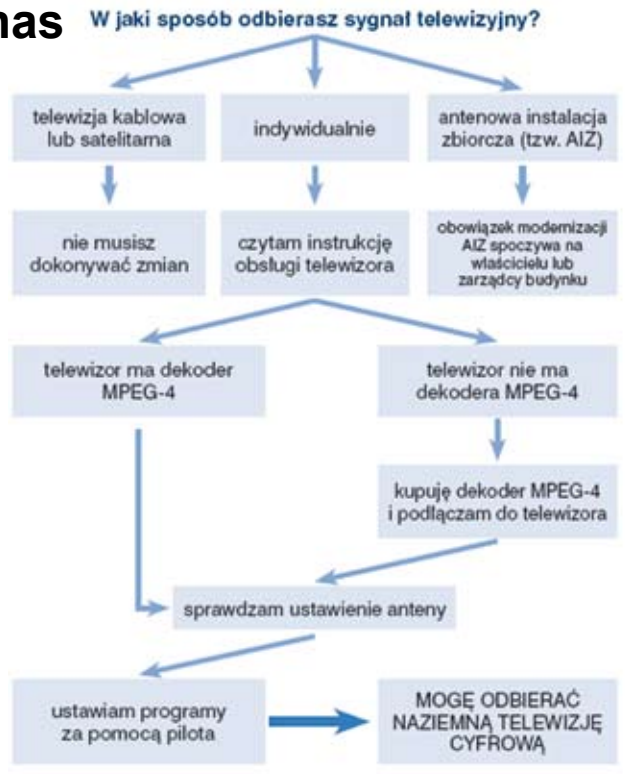 nas
W jaki sposób odbierasz sygnał telewizyjny?
telewizja kablowa
lub satelitarna
indywidualnie
antenowa instalacja
zbiorcza (tzw. AIZ)
nie musisz
dokonywać zmian
czytam instrukcję
obsługi telewizora
obowiązek modernizacji
AIZ spoczywa na
właścicielu lub
zarządcy budynku
telewizor ma dekoder
MPEG-4
telewizor nie ma
dekodera MPEG-4
kupuję dekoder MPEG-4
i podłączam do telewizora
sprawdzam ustawienie anteny
ustawiam programy
za pomocą pilota
MOGĘ ODBIERAĆ
NAZIEMNĄ TELEWIZJĘ
CYFROWĄ